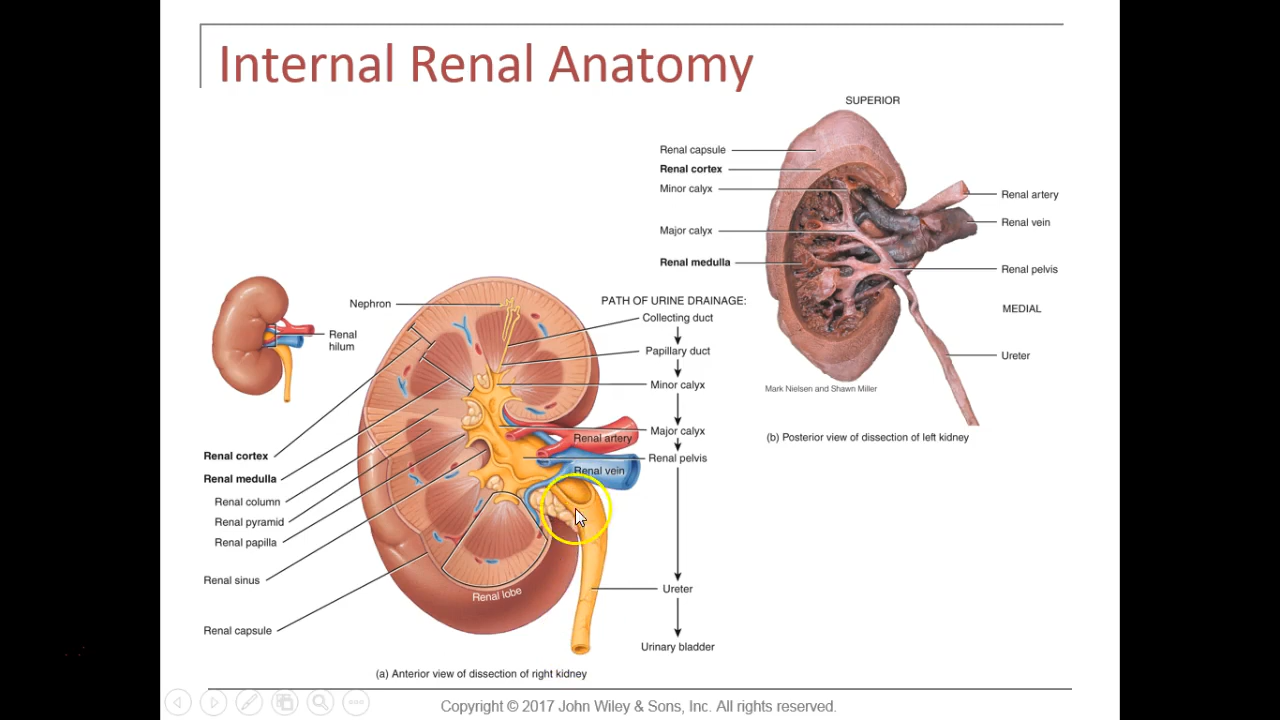 Internal Renal Anatomy
SUPERIOR
Renal capsule
Renal cortex
Minor calyx
Major calyx
Renal medulla
Renal artery
Renal vein
Renal pelvis
MEDIAL
Ureter
Mark Nielsen and Shawn Miller
(b) Posterior view of dissection of left kidney
Renal
hilum
Nephron
PATH OF URINE DRAINAGE:
Collecting duct
Papillary duct
Minor calyx
Major calyx
Renal pelvis
Ureter
Urinary bladder
Renal artery
Renal vein
Renal cortex
Renal medulla
Renal column
Renal pyramid
Renal papilla
Renal sinus
Renal capsule
Renal lobe
(a) Anterior view of dissection of right kidney
Copyright © 2017 John Wiley & Sons, Inc. All rights reserved.